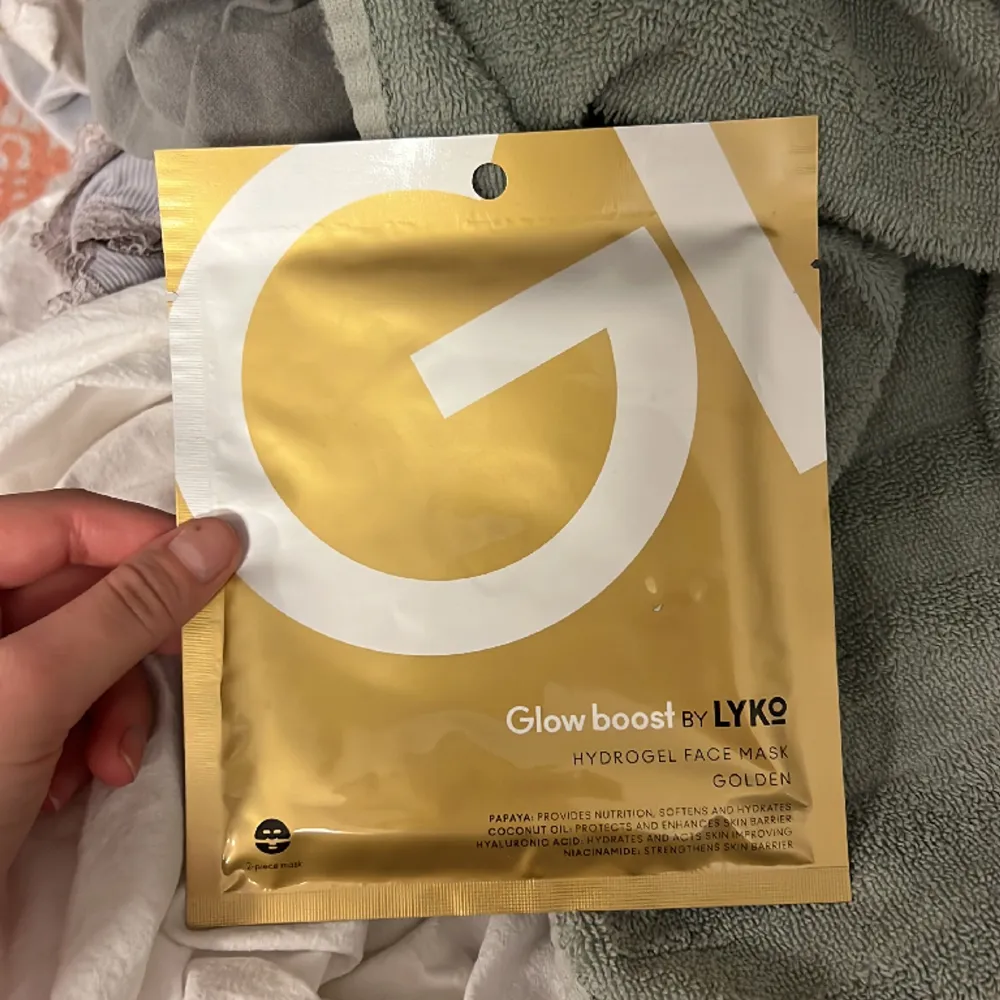 Gl
Glow boost BY LYKO
HYDROGEL FACE MASK
GOLDEN
PAPAYA: PROVIDES NUTRITION, SOFTENS AND HYDRATES
COCONUT OIL: PROTECTS AND ENHANCES SKIN BARRIER
HYALURONIC ACID: HYDRATES AND ACTS SKIN IMPROVING
NIACINAMIDE: STRENGTHENS SKIN BARRIER
2-piece mask